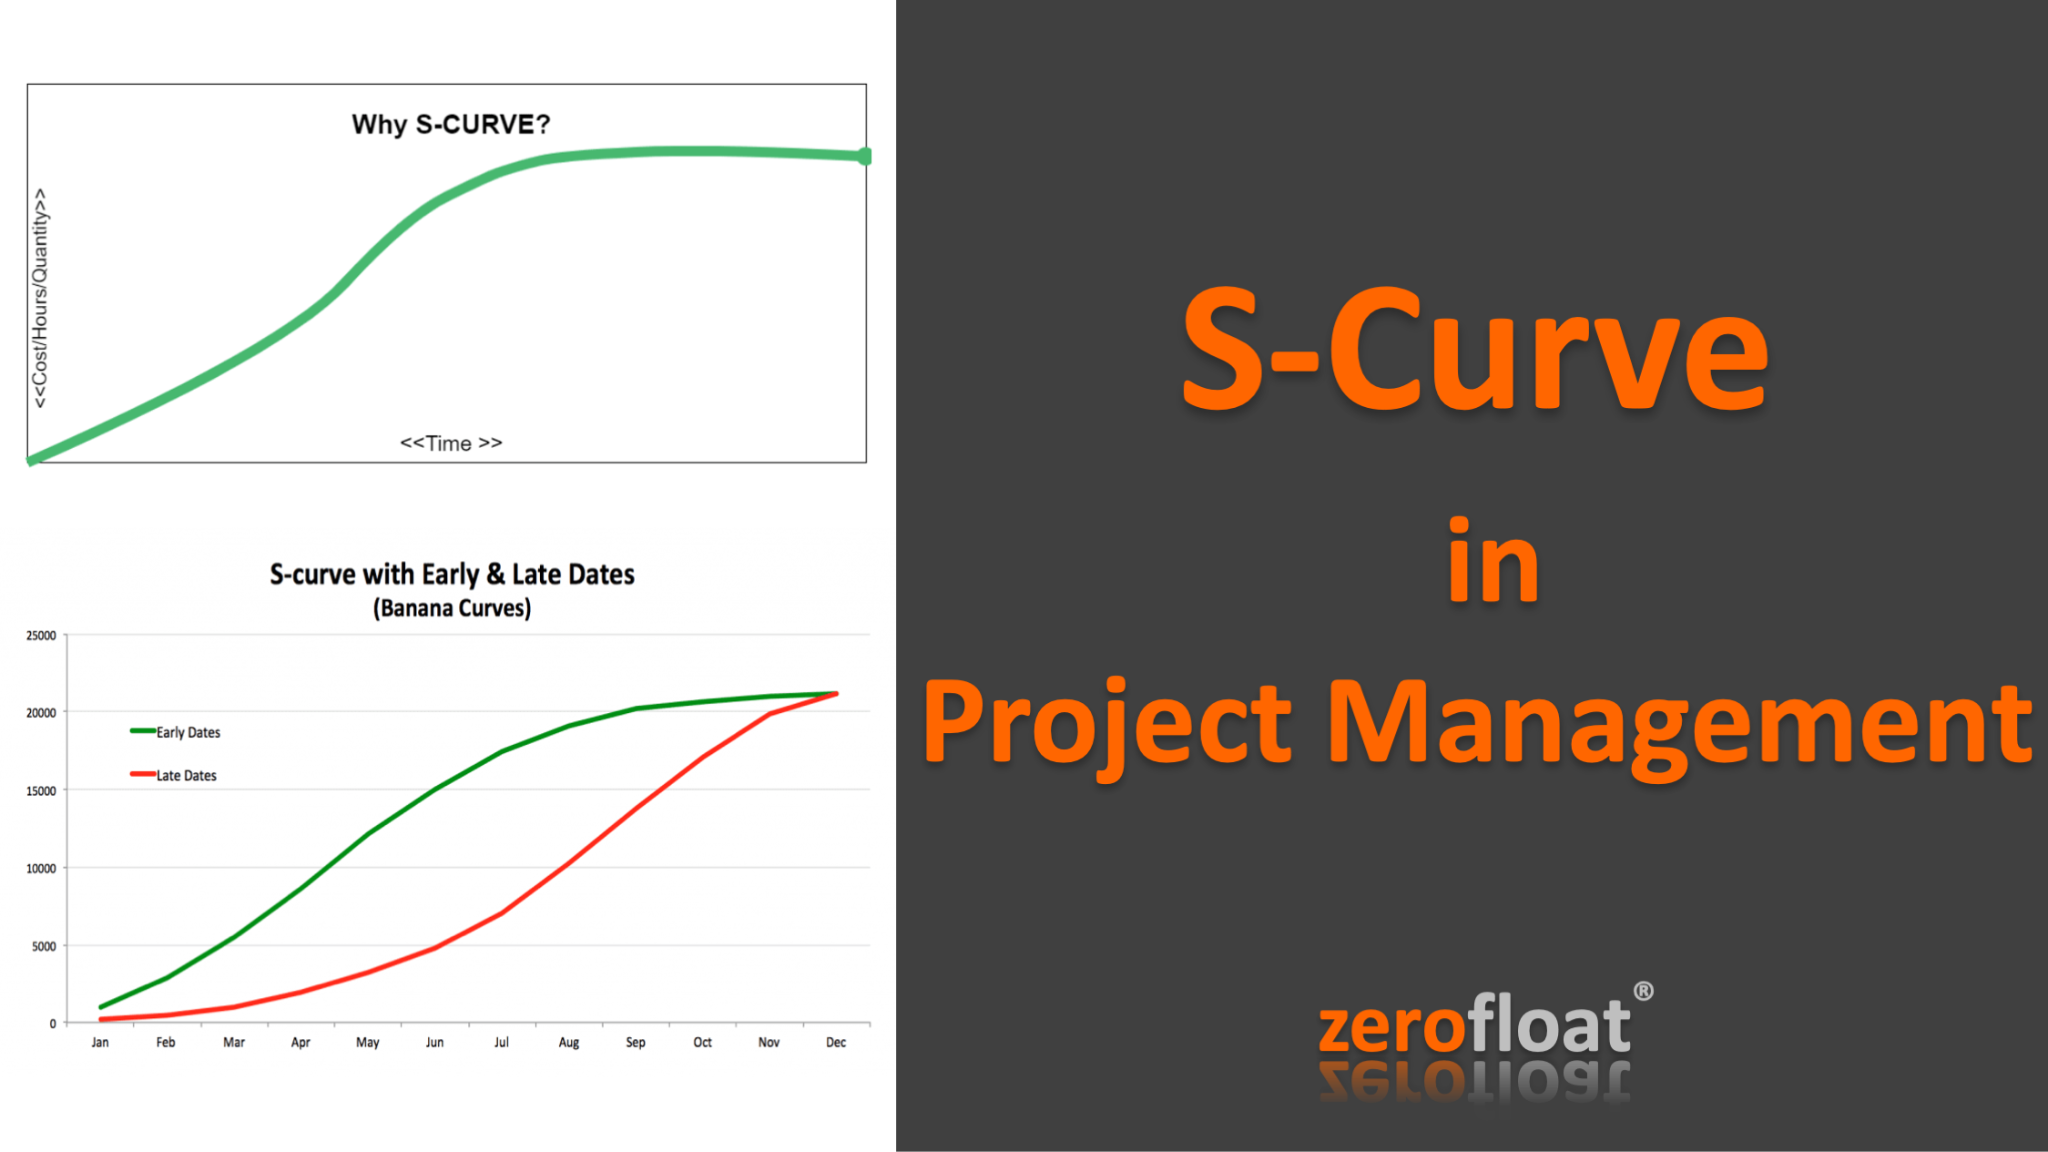 Why S-CURVE?
<<Cost/Hours/Quantity>>
<<Time >>
S-curve with Early & Late Dates
(Banana Curves)
25000
20000
15000
10000
5000
0
Early Dates
Late Dates
Jan Feb Mar Apr May Jun Jul Aug Sep Oct Nov Dec
S-Curve
in
Project Management
zerofloat®